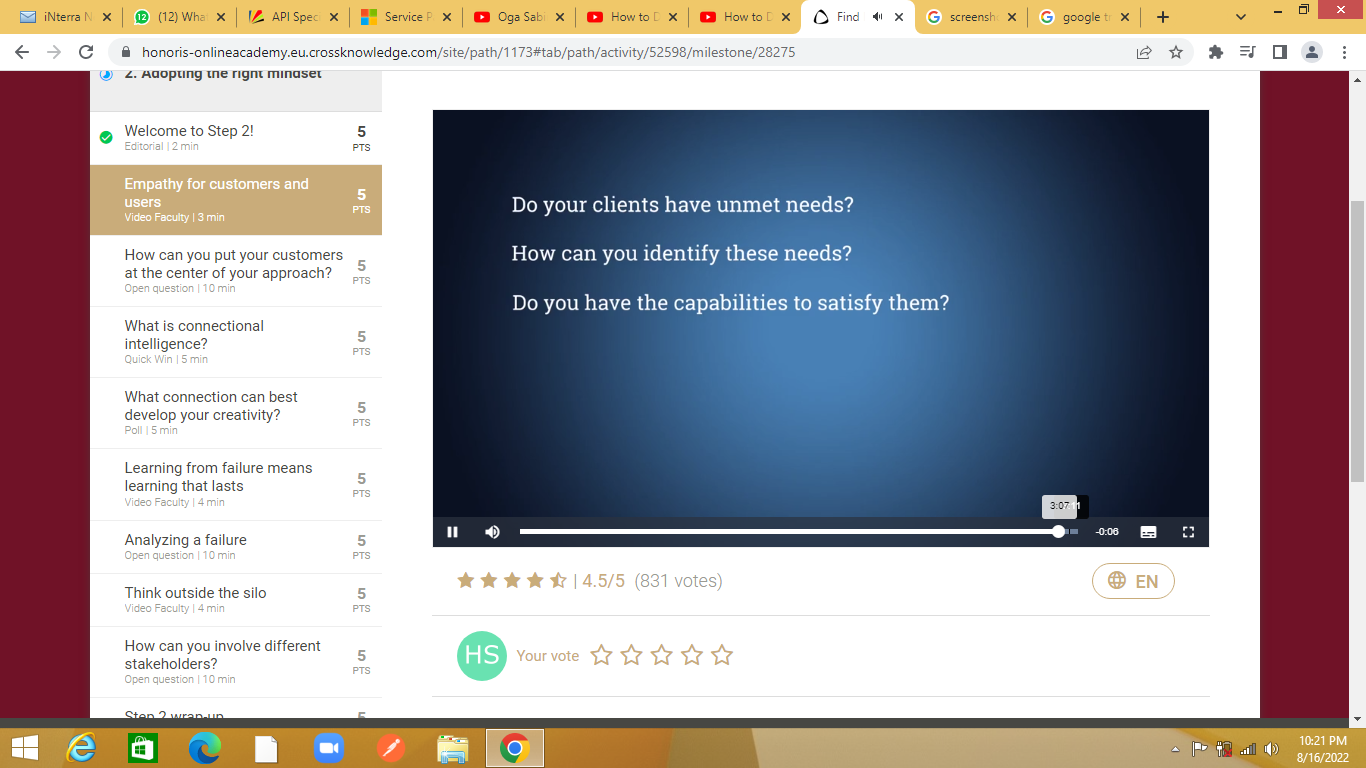 iNterra N
(12) What
API Spec
Service P
Oga Sabi
How to D
How to D
Find
screensh
google tr
honoris-onlineacademy.eu.crossknowledge.com/site/path/1173#tab/path/activity/52598/milestone/28275
2. Adopting the right mindset
Welcome to Step 2!
Editorial | 2 min
5
PTS
Empathy for customers and
users
Video Faculty | 3 min
5
PTS
How can you put your customers
at the center of your approach?
Open question | 10 min
5
PTS
What is connectional
intelligence?
Quick Win | 5 min
5
PTS
What connection can best
develop your creativity?
Poll | 5 min
5
PTS
Learning from failure means
learning that lasts
Video Faculty | 4 min
5
PTS
Analyzing a failure
Open question | 10 min
5
PTS
Think outside the silo
Video Faculty | 4 min
5
PTS
How can you involve different
stakeholders?
Open question | 10 min
5
PTS
Step 2 wrap-up
5
Do your clients have unmet needs?
How can you identify these needs?
Do you have the capabilities to satisfy them?
3:07
-0:06
| 4.5/5 (831 votes)
EN
HS
Your vote
10:21 PM
8/16/2022